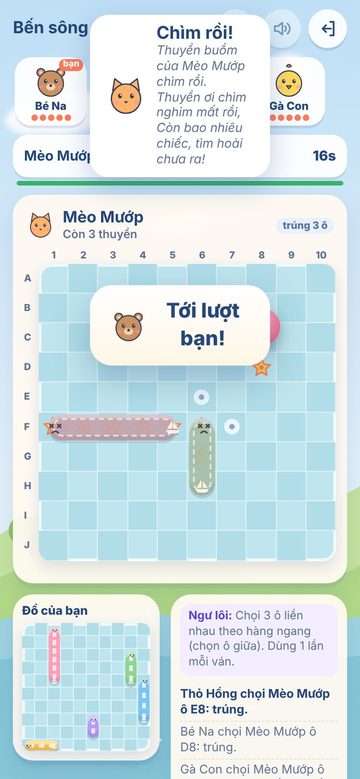 Bến sông
Chìm rồi!
Thuyền buồm
của Mèo Mướp
chìm rồi.
Thuyền ơi chìm
nghỉm mất rồi,
Còn bao nhiêu
chiếc, tìm hoài
chưa ra!
bạn
Bé Na
Gà Con
Mèo Mướp
16s
Mèo Mướp
Còn 3 thuyền
trúng 3 ô
1 2 3 4 5 6 7 8 9 10
A
B
C
D
E
F
G
H
I
J
Tới lượt
bạn!
Đồ của bạn
Ngư lôi: Chọi 3 ô liền
nhau theo hàng ngang
(chọn ô giữa). Dùng 1 lần
mỗi ván.
Thỏ Hồng chọi Mèo Mướp
ô E8: trúng.
Bé Na chọi Mèo Mướp ô
D8: trúng.
Gà Con chọi Mèo Mướp ô